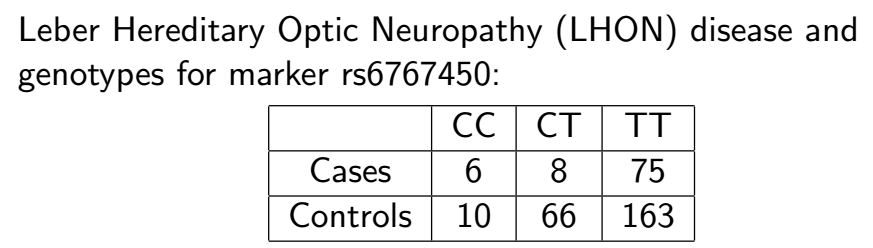 Leber Hereditary Optic Neuropathy (LHON) disease and
genotypes for marker rs6767450:
CC CT TT
Cases 6 8 75
Controls 10 66 163